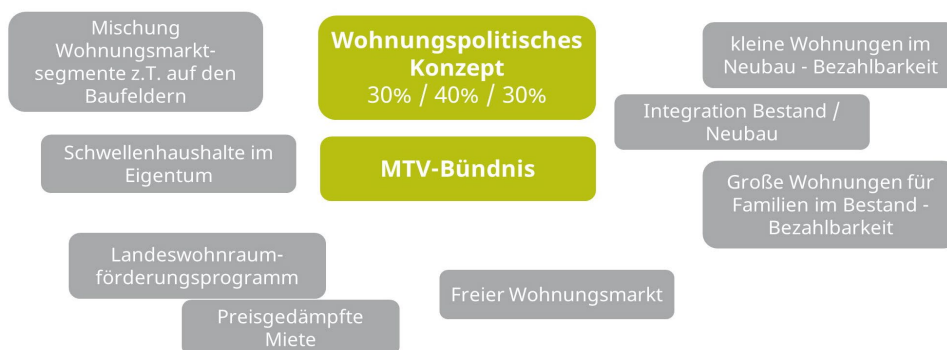 Mischung
Wohnungsmarkt-
segmente z.T. auf den
Baufeldern
Wohnungspolitisches
Konzept
30% / 40% / 30%
kleine Wohnungen im
Neubau - Bezahlbarkeit
Integration Bestand /
Neubau
Schwellenhaushalte im
Eigentum
MTV-Bündnis
Große Wohnungen für
Familien im Bestand -
Bezahlbarkeit
Landeswohnraum-
förderungsprogramm
Freier Wohnungsmarkt
Preisgedämpfte
Miete